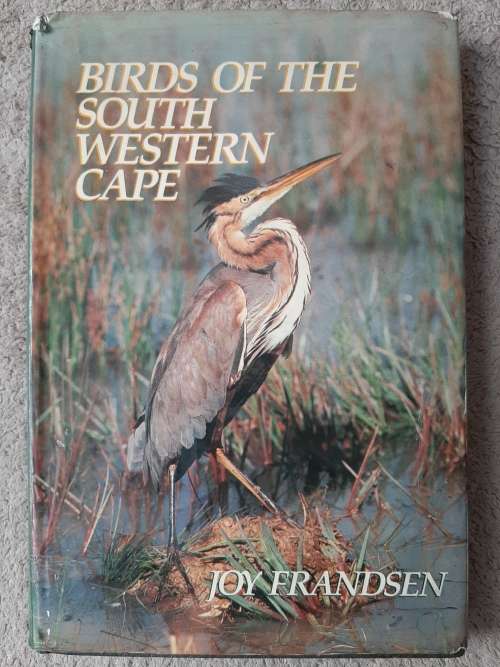 BIRDS OF THE
SOUTH
WESTERN
CAPE
JOY FRANDSEN